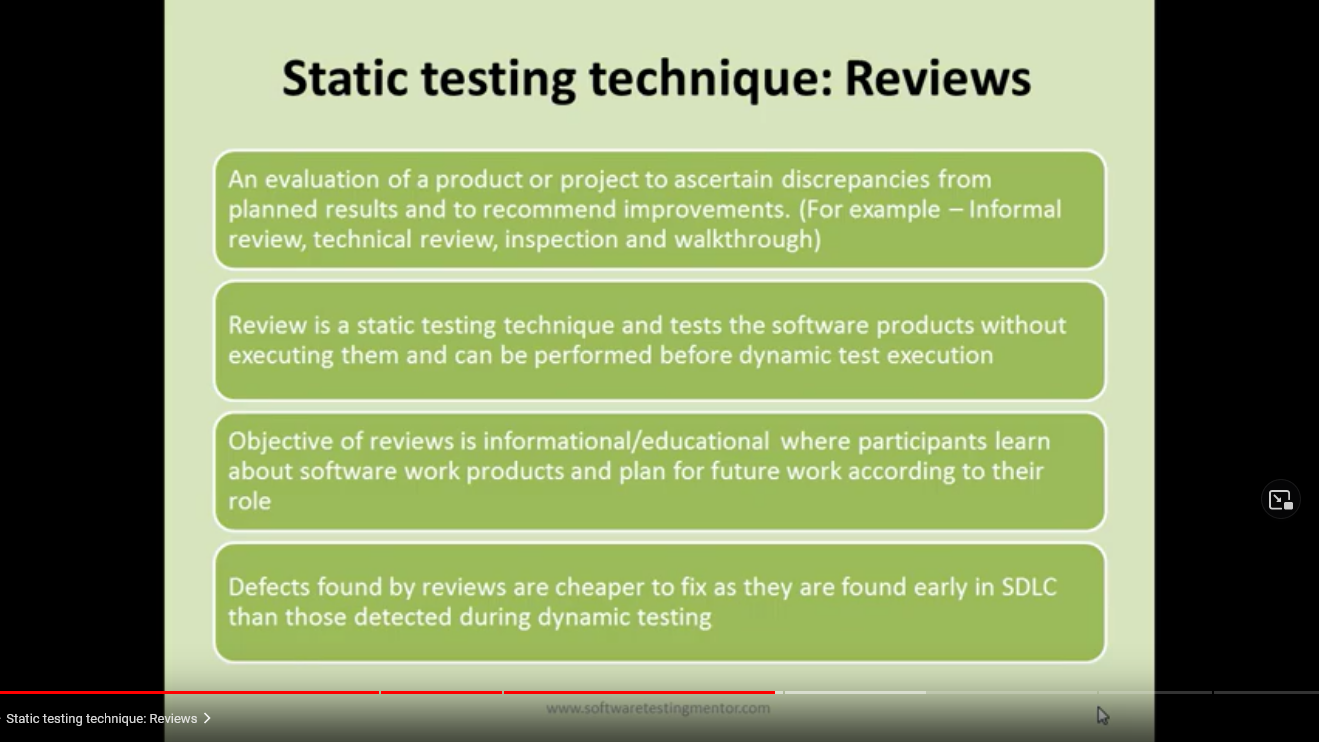 Static testing technique: Reviews
An evaluation of a product or project to ascertain discrepancies from
planned results and to recommend improvements. (For example – Informal
review, technical review, inspection and walkthrough)
Review is a static testing technique and tests the software products without
executing them and can be performed before dynamic test execution
Objective of reviews is informational/educational where participants learn
about software work products and plan for future work according to their
role
Defects found by reviews are cheaper to fix as they are found early in SDLC
than those detected during dynamic testing
www.softwaretestingmentor.com
Static testing technique: Reviews